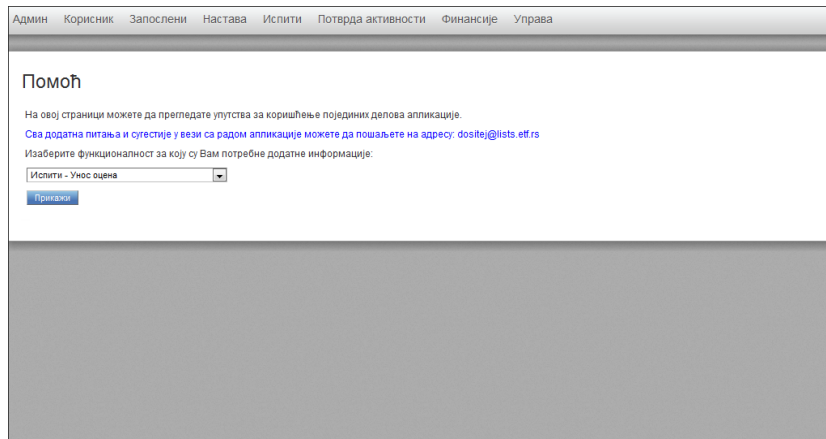 Админ Корисник Запослени Настава Испити Потврда активности Финансије Управа
Помоћ
На овој страници можете да прегледате упутства за коришћење појединих делова апликације.
Сва додатна питања и сугестије у вези са радом апликације можете да пошаљете на адресу: dositej@lists.etf.rs
Изаберите функционалност за коју су Вам потребне додатне информације:
Испити - Унос оцена
Прикажи